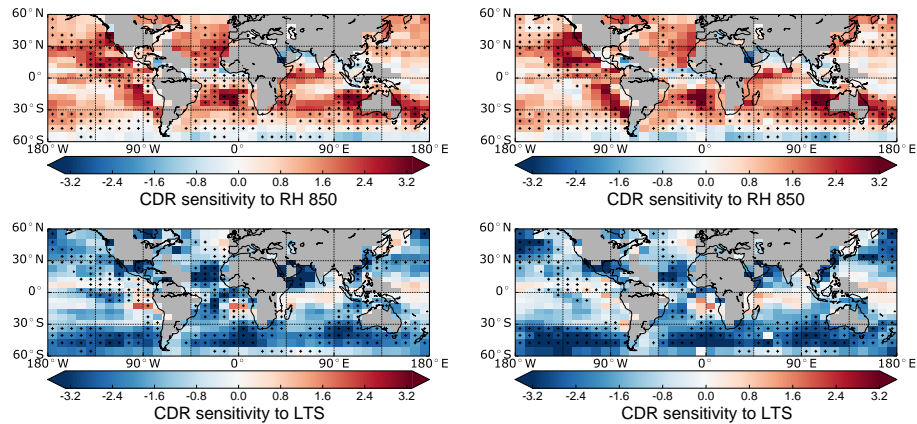 60°N 60°N
30°N 30°N
0° 0°
30°S 30°S
60°S 60°S
180°W 90°W 0° 90°E 180°E 180°W 90°W 0° 90°E 180°E
-3.2 -2.4 -1.6 -0.8 0.0 0.8 1.6 2.4 3.2 -3.2 -2.4 -1.6 -0.8 0.0 0.8 1.6 2.4 3.2
CDR sensitivity to RH 850 CDR sensitivity to RH 850
60°N 60°N
30°N 30°N
0° 0°
30°S 30°S
60°S 60°S
180°W 90°W 0° 90°E 180°E 180°W 90°W 0° 90°E 180°E
-3.2 -2.4 -1.6 -0.8 0.0 0.8 1.6 2.4 3.2 -3.2 -2.4 -1.6 -0.8 0.0 0.8 1.6 2.4 3.2
CDR sensitivity to LTS CDR sensitivity to LTS